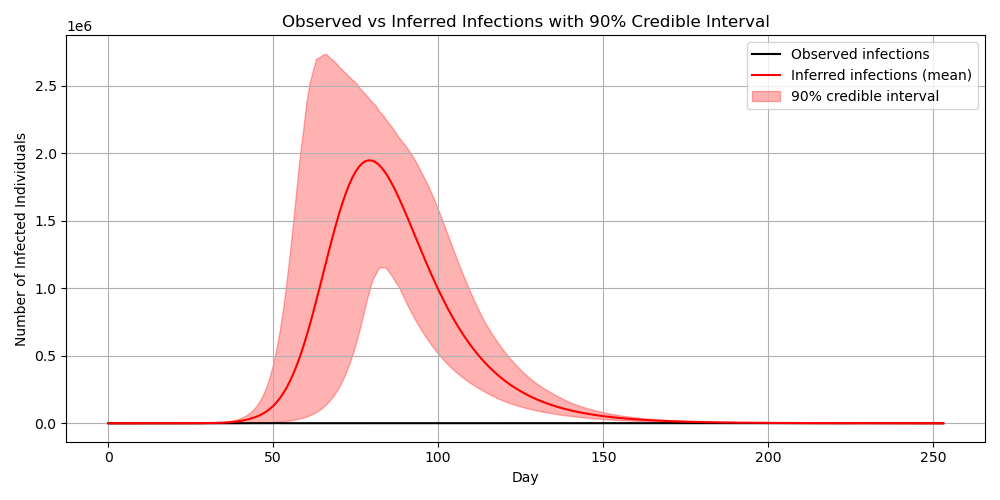 Observed vs Inferred Infections with 90% Credible Interval
1e6
Observed infections
Inferred infections (mean)
90% credible interval
2.5
2.0
1.5
1.0
0.5
0.0
Number of Infected Individuals
0 50 100 150 200 250
Day